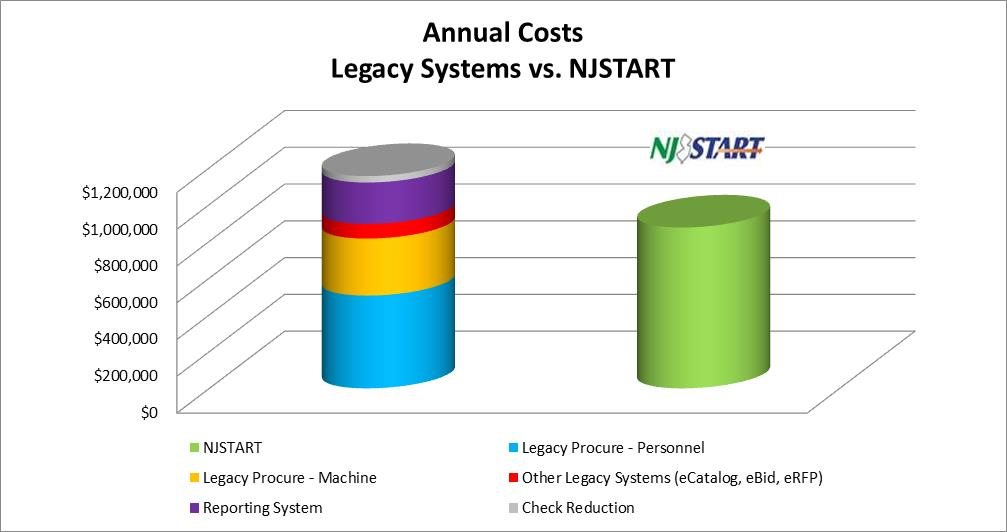 Annual Costs
Legacy Systems vs. NJSTART
NJ START
$1,200,000
$1,000,000
$800,000
$600,000
$400,000
$200,000
$0
NJSTART
Legacy Procure - Personnel
Legacy Procure - Machine
Other Legacy Systems (eCatalog, eBid, eRFP)
Reporting System
Check Reduction